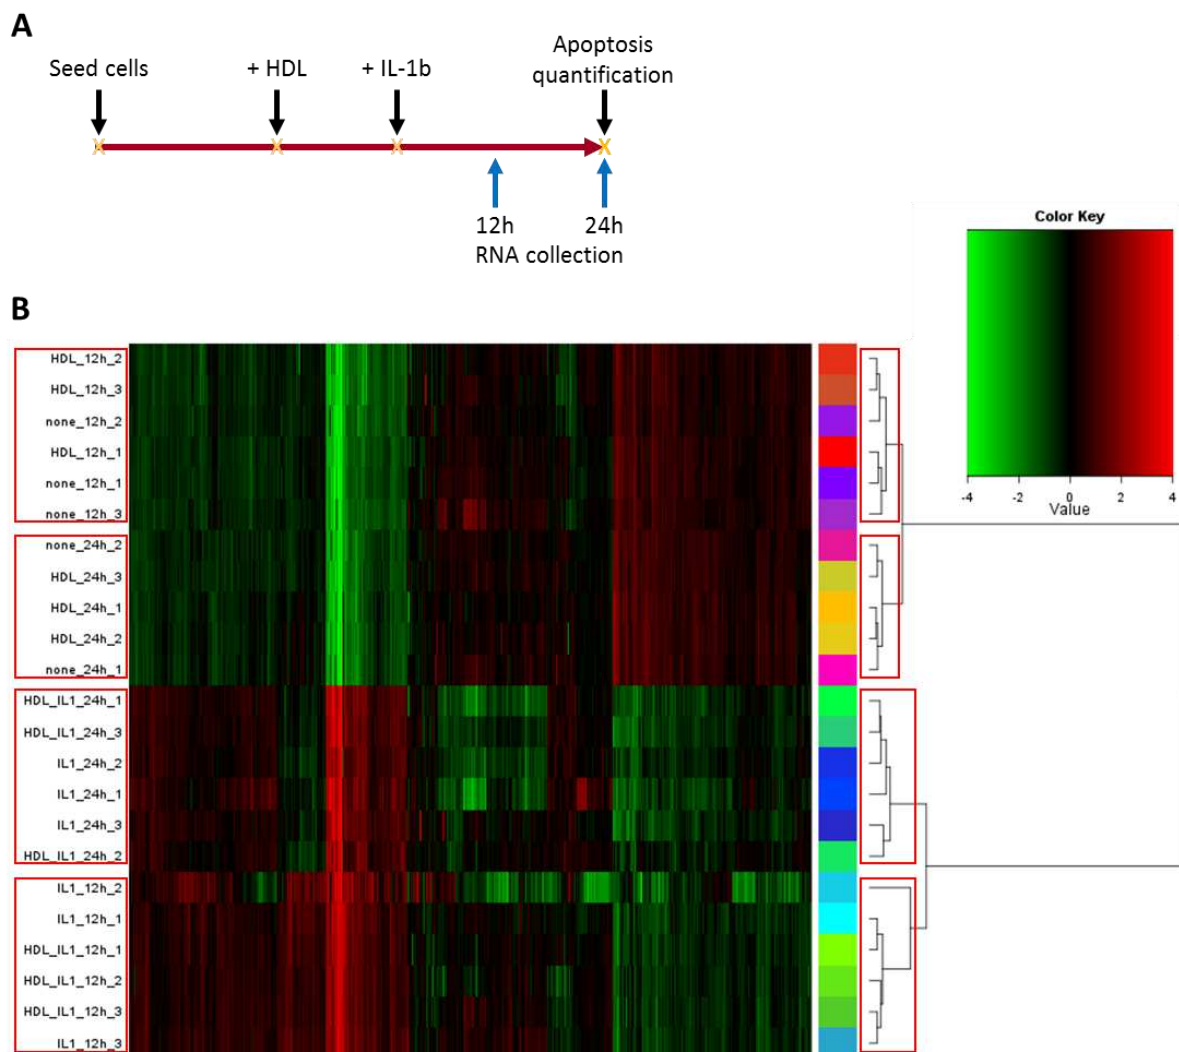 A
Seed cells
+ HDL
+ IL-1b
Apoptosis
quantification
12h
24h
RNA collection
Color Key
-4
-2
0
2
4
Value
B
HDL_12h_2
HDL_12h_3
none_12h_2
HDL_12h_1
none_12h_1
none_12h_3
none_24h_2
HDL_24h_3
HDL_24h_1
HDL_24h_2
none_24h_1
HDL_IL1_24h_1
HDL_IL1_24h_3
IL1_24h_2
IL1_24h_1
IL1_24h_3
HDL_IL1_24h_2
IL1_12h_2
IL1_12h_1
HDL_IL1_12h_1
HDL_IL1_12h_2
HDL_IL1_12h_3
IL1_12h_3